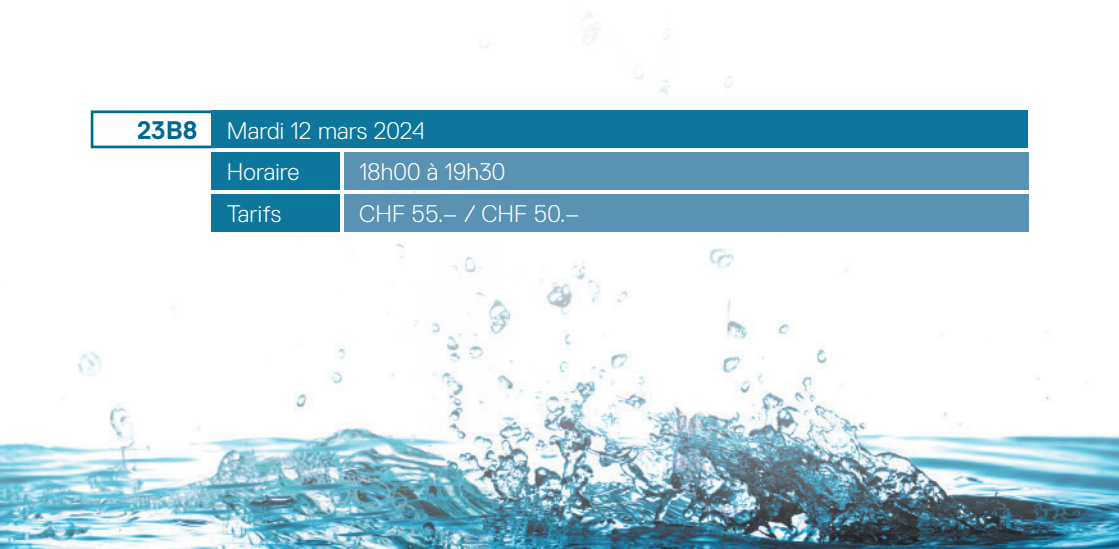 23B8 Mardi 12 mars 2024
Horaire 18h00 à 19h30
Tarifs CHF 55.– / CHF 50.–